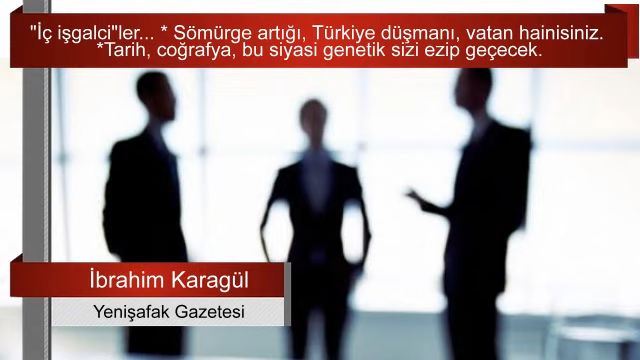 "İç işgalci"ler... * Sömürge artığı, Türkiye düşmanı, vatan hainisiniz.
*Tarih, coğrafya, bu siyasi genetik sizi ezip geçecek.
İbrahim Karagül
Yenişafak Gazetesi